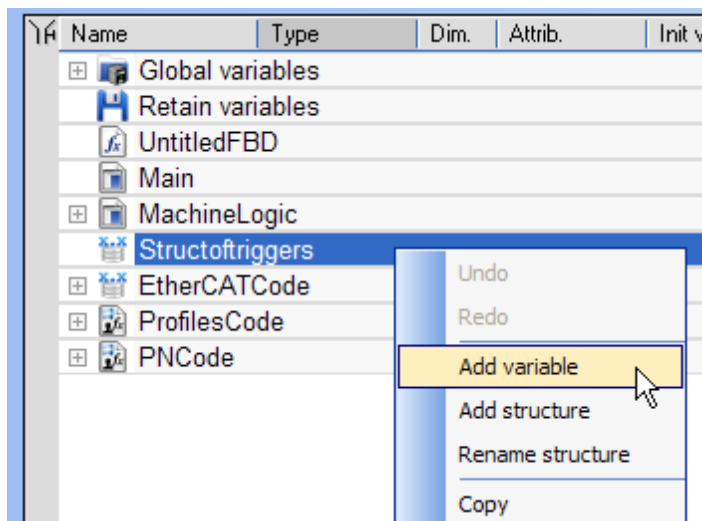 Name Type Dim. Attrib. Init v
Global variables
Retain variables
UntitledFBD
Main
MachineLogic
Structoftriggers
EtherCATCode
ProfilesCode
PNCode
Undo
Redo
Add variable
Add structure
Rename structure
Copy